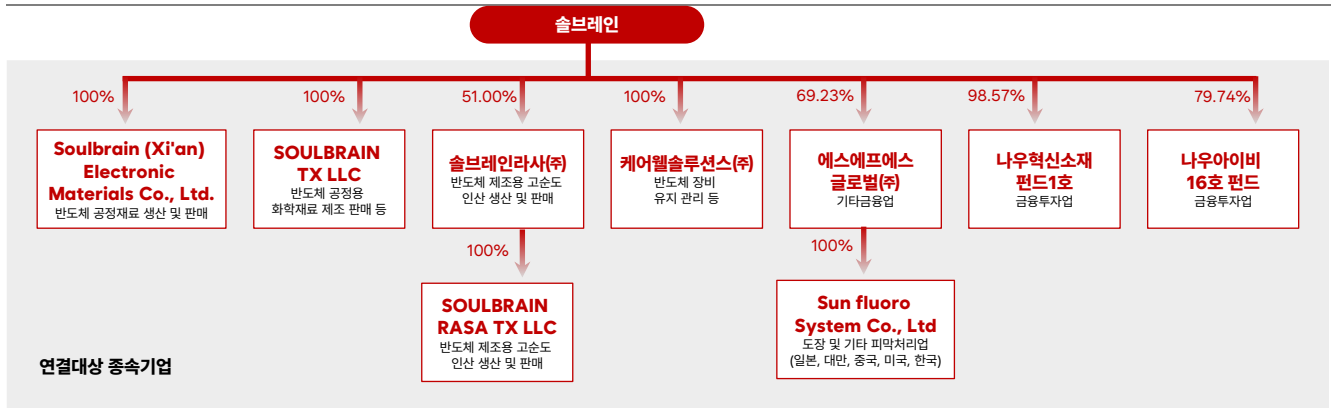 솔브레인
100%
100%
51.00%
100%
69.23%
98.57%
79.74%
Soulbrain (Xi'an)
Electronic
Materials Co., Ltd.
반도체 공정재료 생산 및 판매
SOULBRAIN
TX LLC
반도체 공정용
화학재료 제조 판매 등
솔브레인라사(주)
반도체 제조용 고순도
인산 생산 및 판매
케어웰솔루션스(주)
반도체 장비
유지 관리 등
에스에프에스
글로벌(주)
기타금융업
나우혁신소재
펀드1호
금융투자업
나우아이비
16호 펀드
금융투자업
100%
100%
SOULBRAIN
RASA TX LLC
반도체 제조용 고순도
인산 생산 및 판매
Sun fluoro
System Co., Ltd
도장 및 기타 피막처리업
(일본, 대만, 중국, 미국, 한국)
연결대상 종속기업